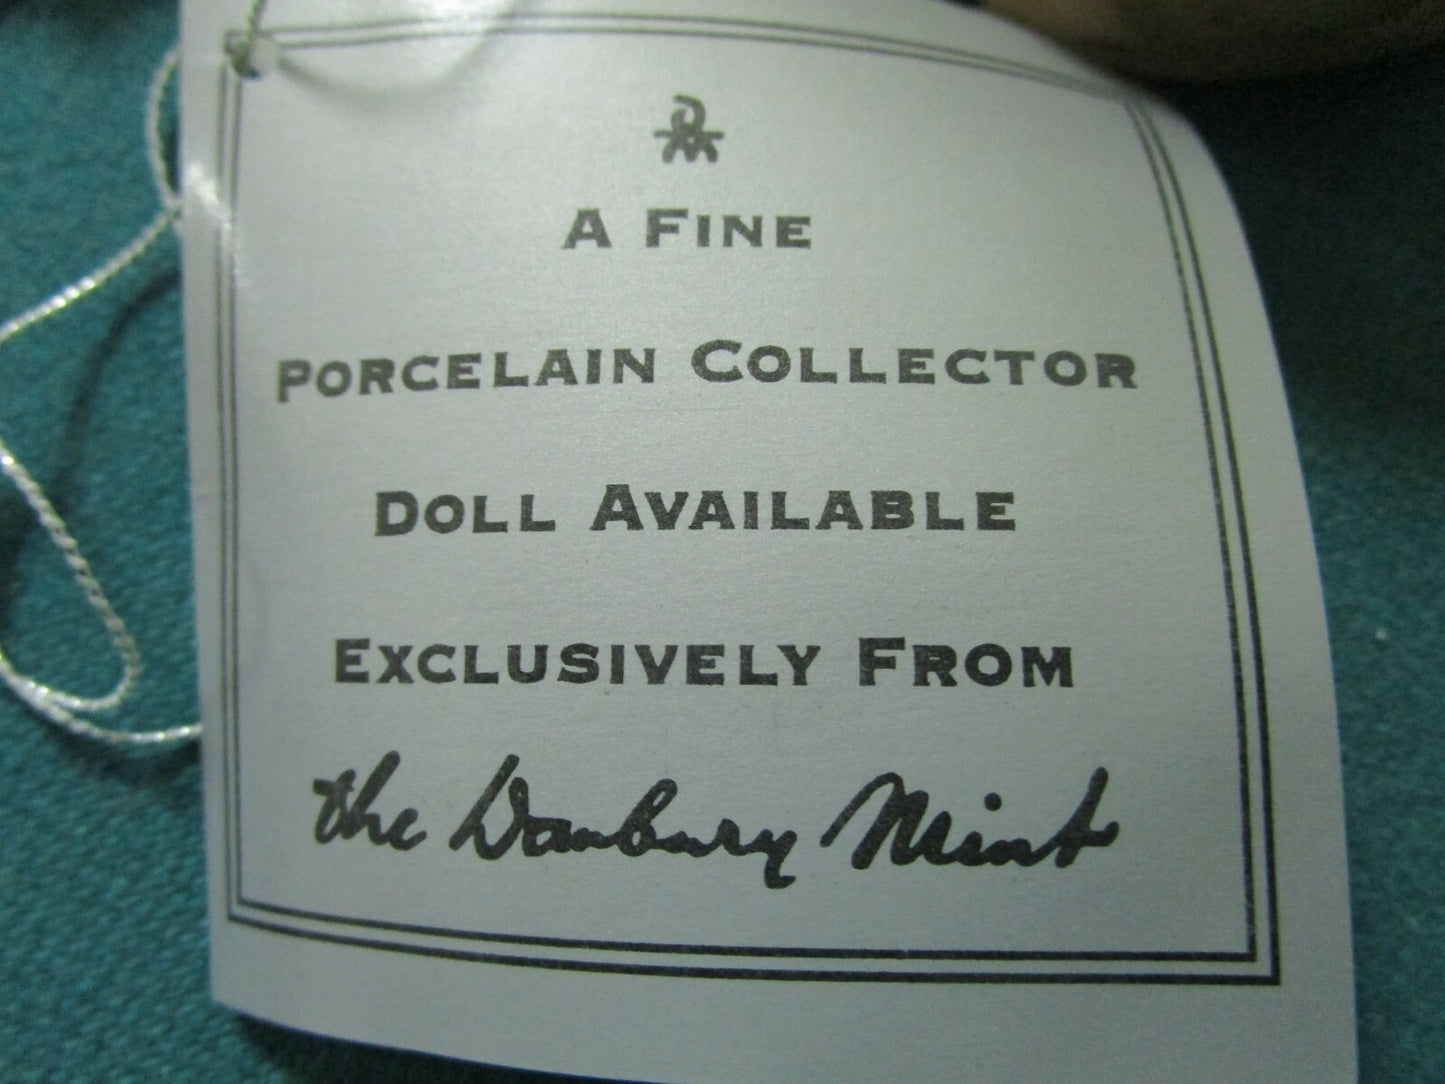 A FINE
PORCELAIN COLLECTOR
DOLL AVAILABLE
EXCLUSIVELY FROM
the Danbury Mint